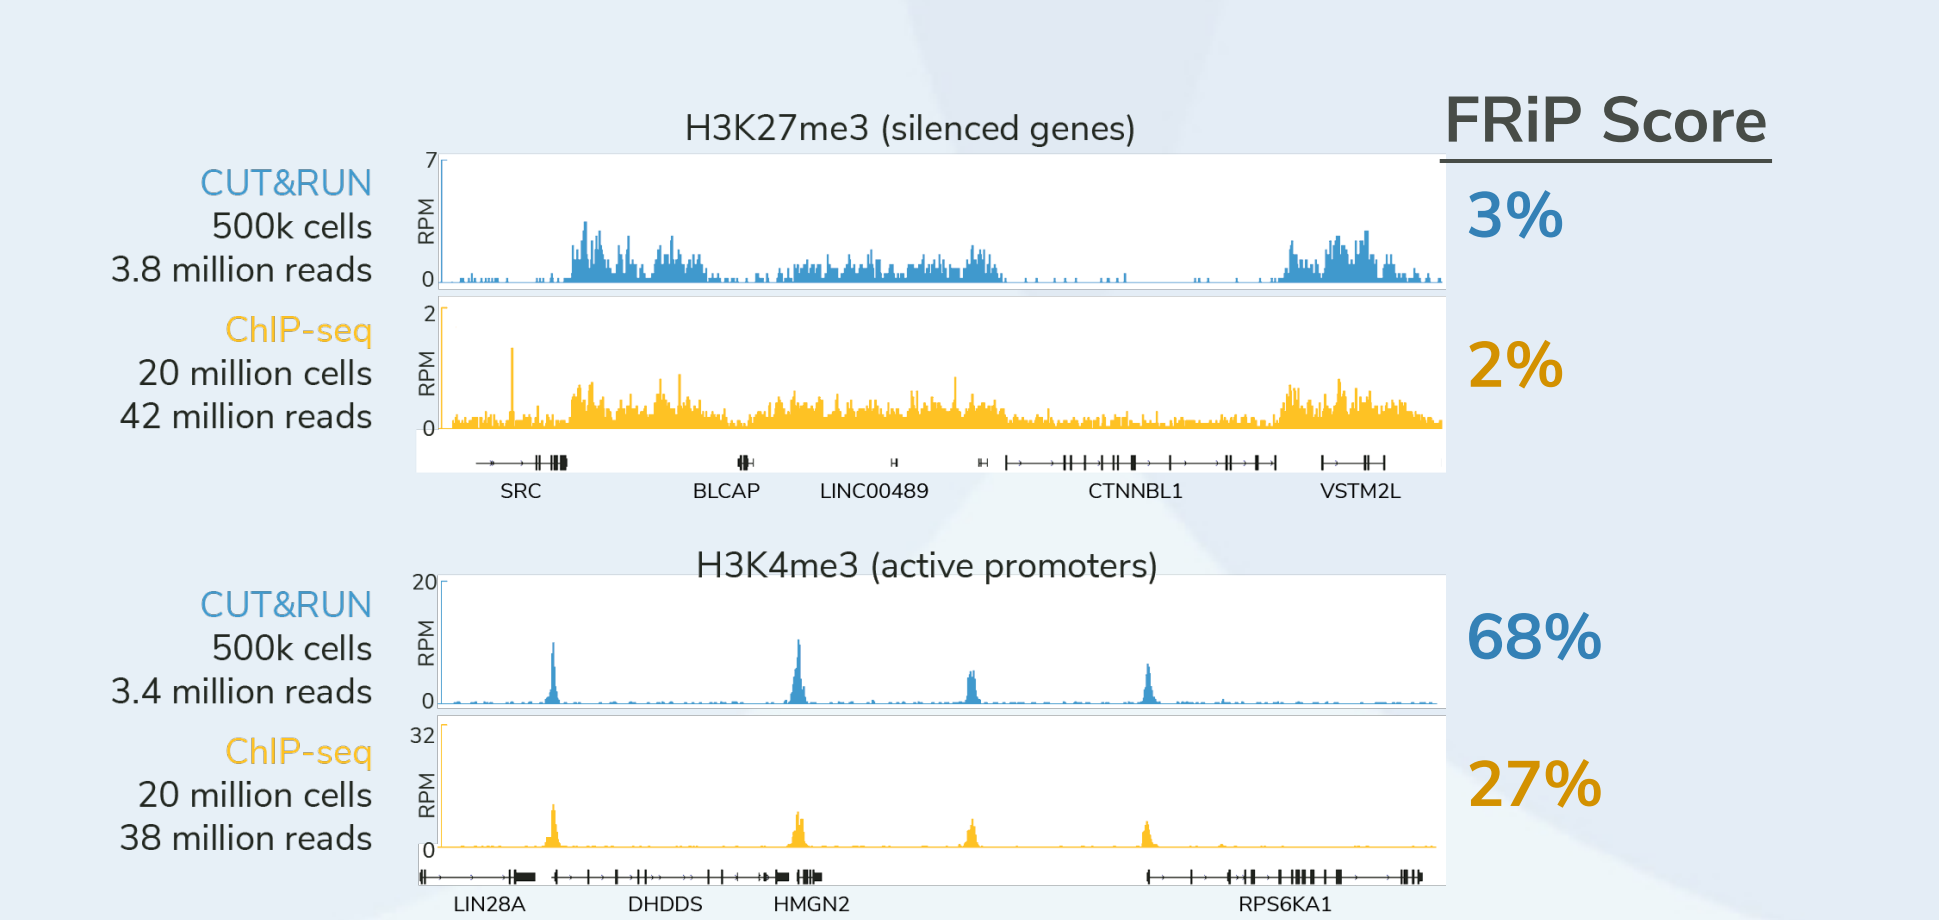 FRiP Score
H3K27me3 (silenced genes)
CUT&RUN
500k cells
3.8 million reads
7
RPM
0
3%
ChIP-seq
20 million cells
42 million reads
2
RPM
0
2%
SRC BLCAP LINC00489 CTNNBL1 VSTM2L
H3K4me3 (active promoters)
CUT&RUN
500k cells
3.4 million reads
20
RPM
0
68%
ChIP-seq
20 million cells
38 million reads
32
RPM
0
27%
LIN28A DHDDS HMGN2 RPS6KA1